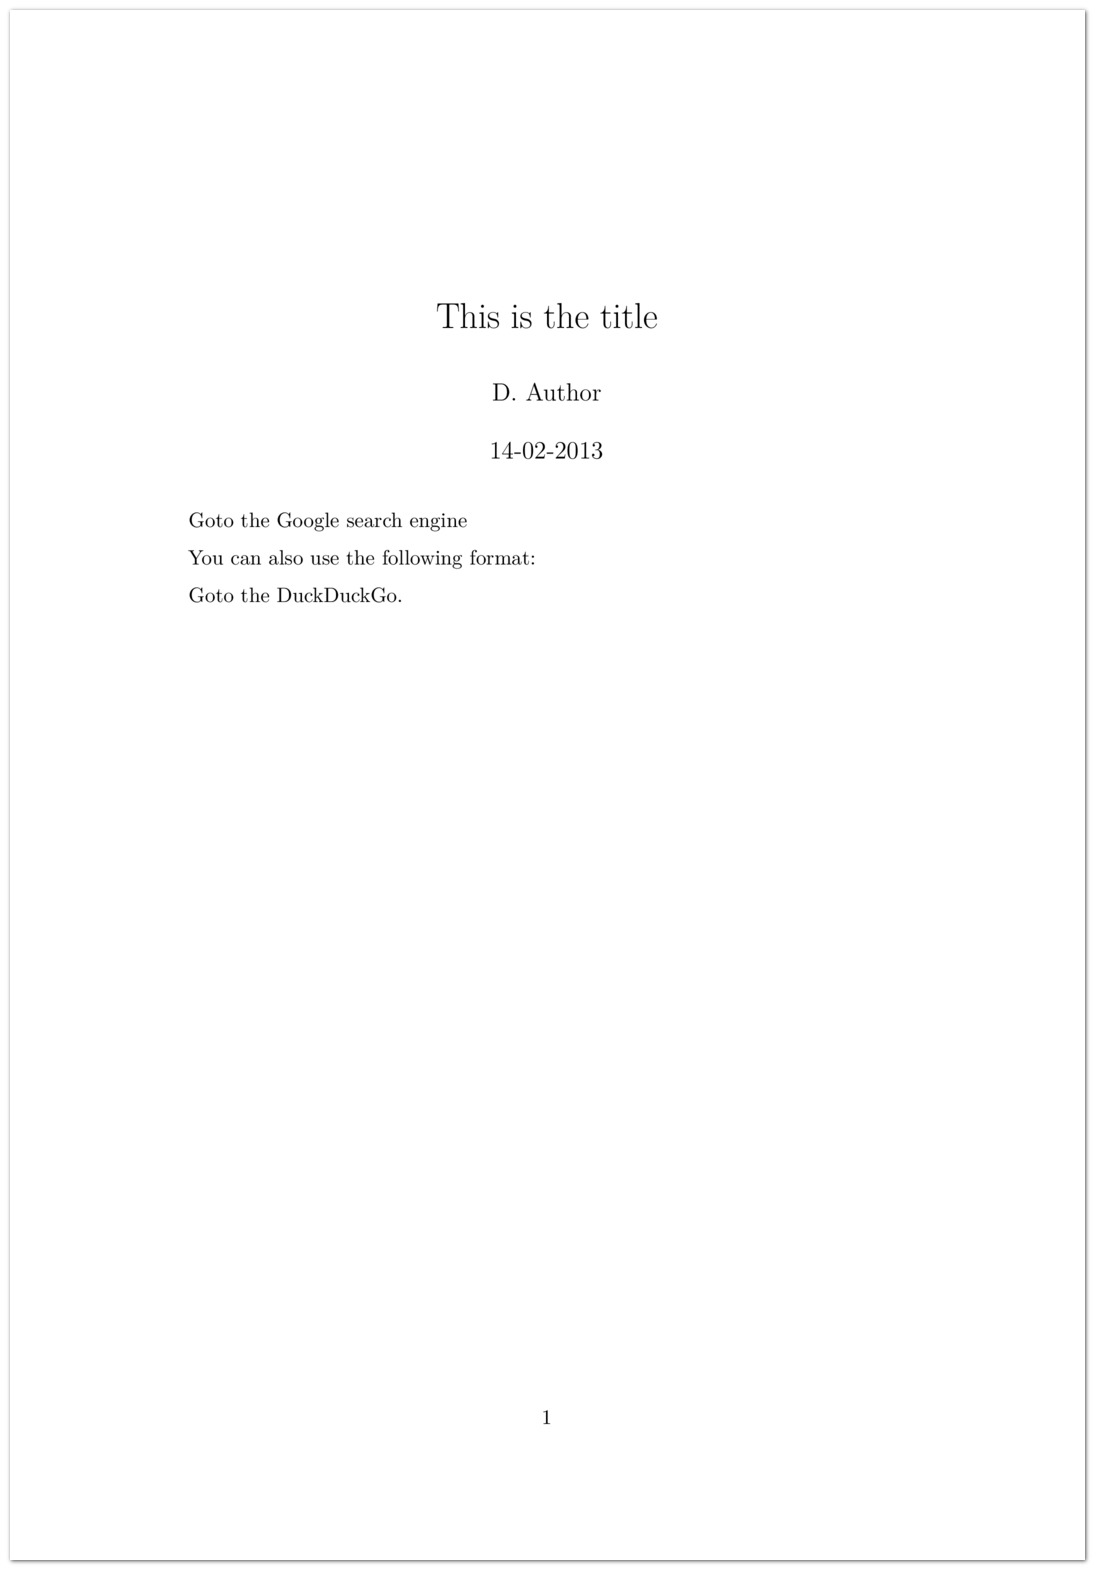 This is the title
D. Author
14-02-2013
Goto the Google search engine
You can also use the following format:
Goto the DuckDuckGo.
1